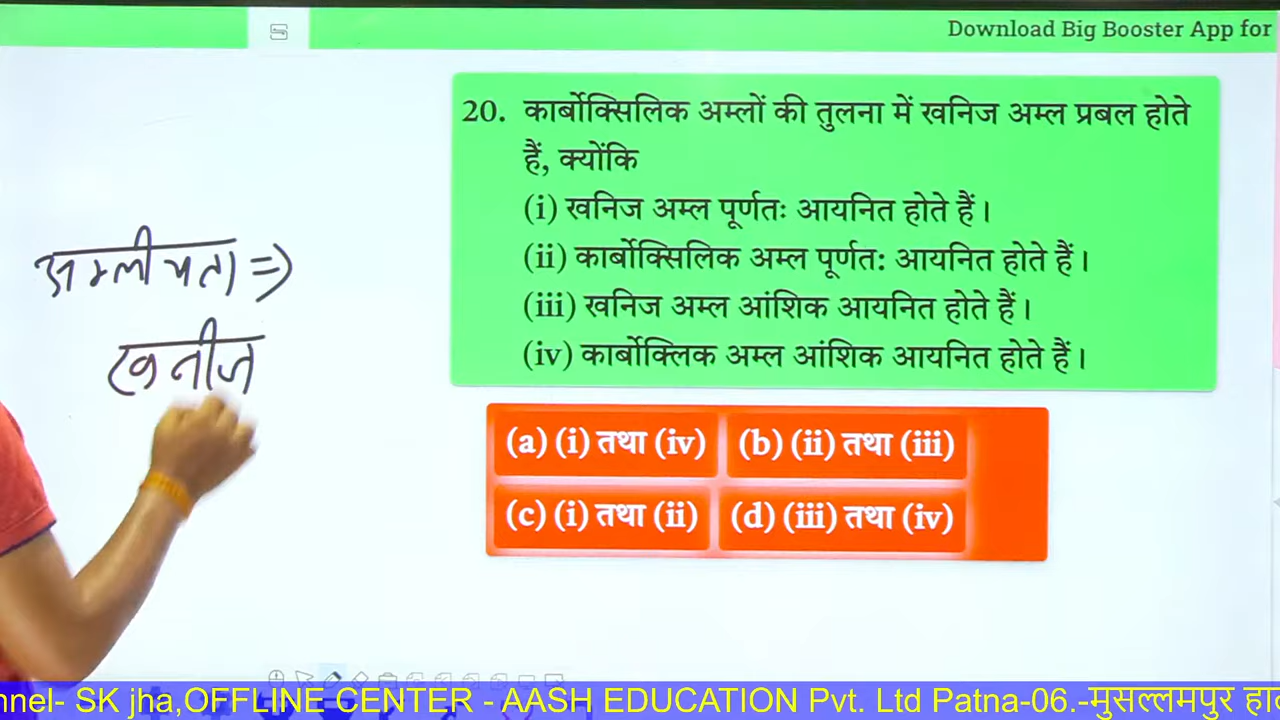 Download Big Booster App for
20. कार्बोक्सिलिक अम्लों की तुलना में खनिज अम्ल प्रबल होते
हैं, क्योंकि
(i) खनिज अम्ल पूर्णतः आयनित होते हैं।
(ii) कार्बोक्सिलिक अम्ल पूर्णत: आयनित होते हैं।
(iii) खनिज अम्ल आंशिक आयनित होते हैं।
(iv) कार्बोक्लिक अम्ल आंशिक आयनित होते हैं।
अम्लीयता =>
खनीज
(a) (i) तथा (iv) (b) (ii) तथा (iii)
(c) (i) तथा (ii) (d) (iii) तथा (iv)
nnel- SK jha,OFFLINE CENTER - AASH EDUCATION Pvt. Ltd Patna-06.-मुसल्लमपुर हा